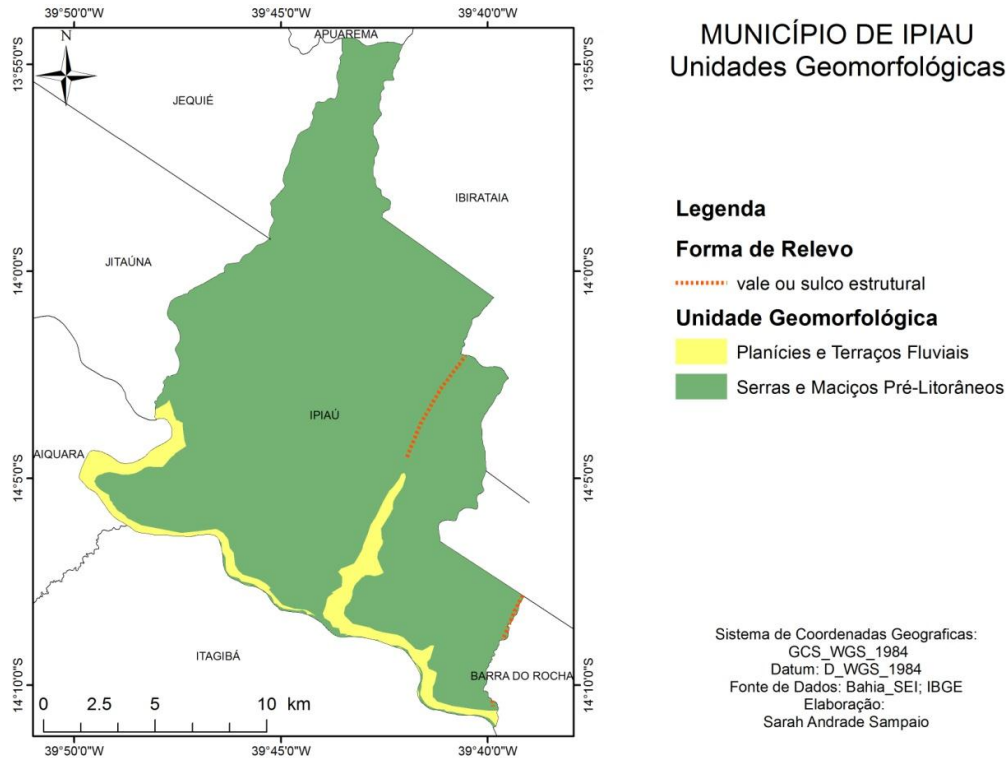 39°50'0"W
39°45'0"W
39°40'0"W
MUNICÍPIO DE IPIAU
Unidades Geomorfológicas
N
APUAREMA
13°55'0"S
13°55'0"S
JEQUIÉ
IBIRATAIA
Legenda
Forma de Relevo
vale ou sulco estrutural
Unidade Geomorfológica
Planícies e Terraços Fluviais
Serras e Maciços Pré-Litorâneos
JITAÚNA
14°0'0"S
14°0'0"S
IPIAÚ
AIQUARA
14°5'0"S
14°5'0"S
ITAGIBÁ
BARRA DO ROCHA
14°10'0"S
14°10'0"S
0 2.5 5 10 km
39°50'0"W
39°45'0"W
39°40'0"W
Sistema de Coordenadas Geograficas:
GCS_WGS_1984
Datum: D_WGS_1984
Fonte de Dados: Bahia_SEI; IBGE
Elaboração:
Sarah Andrade Sampaio